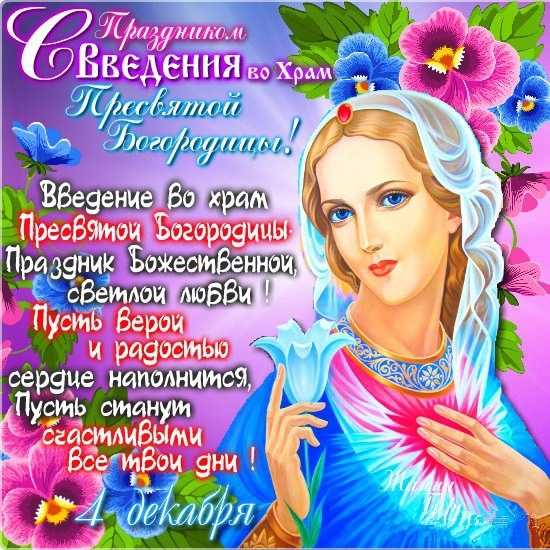 С Праздником
Введения во Храм
Пресвятой
Богородицы!
Введение во храм
Пресвятой Богородицы-
Праздник Божественной,
светлой любви !
Пусть верой
и радостью
сердце наполнится,
Пусть станут
счастливыми
все твои дни !
4 декабря